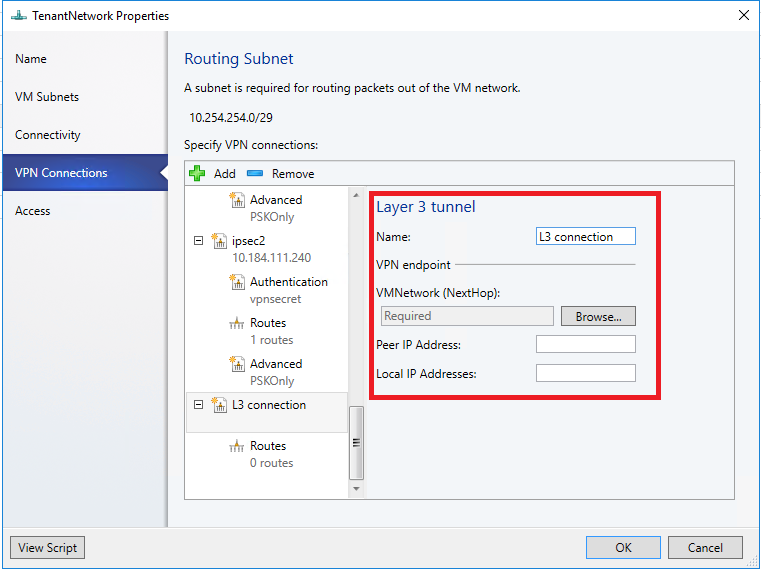 TenantNetwork Properties
Name
VM Subnets
Connectivity
VPN Connections
Access
Routing Subnet
A subnet is required for routing packets out of the VM network.
10.254.254.0/29
Specify VPN connections:
Add Remove
Advanced
PSKOnly
ipsec2
10.184.111.240
Authentication
vpnsecret
Routes
1 routes
Advanced
PSKOnly
L3 connection
Routes
0 routes
Layer 3 tunnel
Name: L3 connection
VPN endpoint
VMNetwork (NextHop):
Required Browse...
Peer IP Address:
Local IP Addresses:
View Script OK Cancel